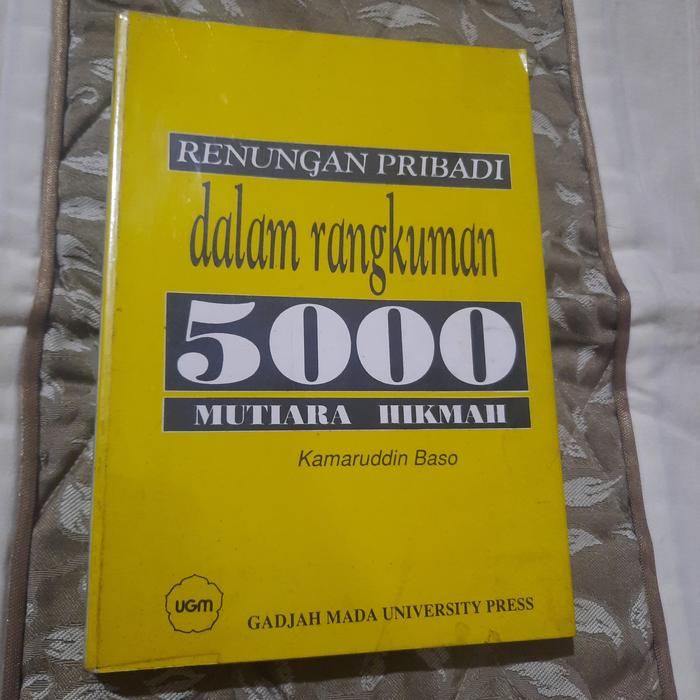 RENUNGAN PRIBADI
dalam rangkuman
5000
MUTIARA HIKMAH
Kamaruddin Baso
UGM
GADJAH MADA UNIVERSITY PRESS